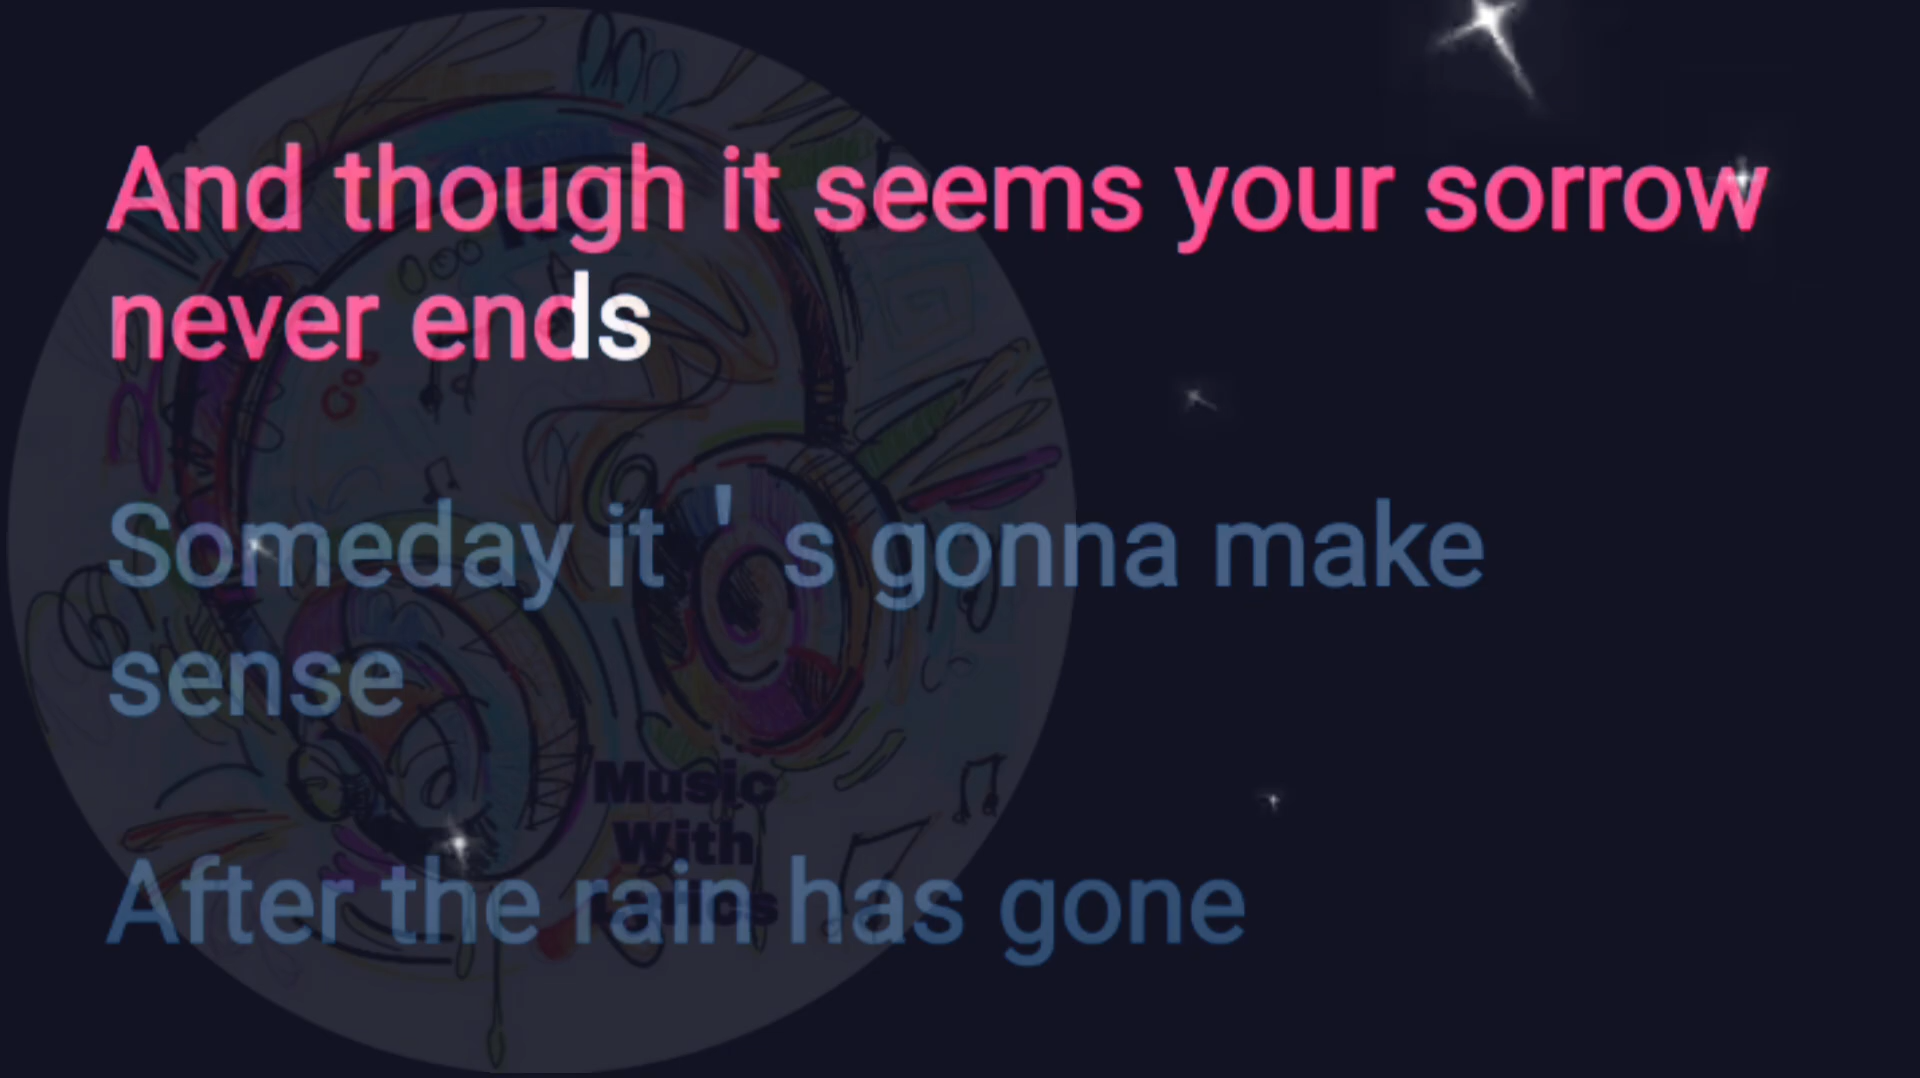 And though it seems your sorrow
never ends
Someday it ' s gonna make
sense
Music
With
Lyrics
After the rain has gone